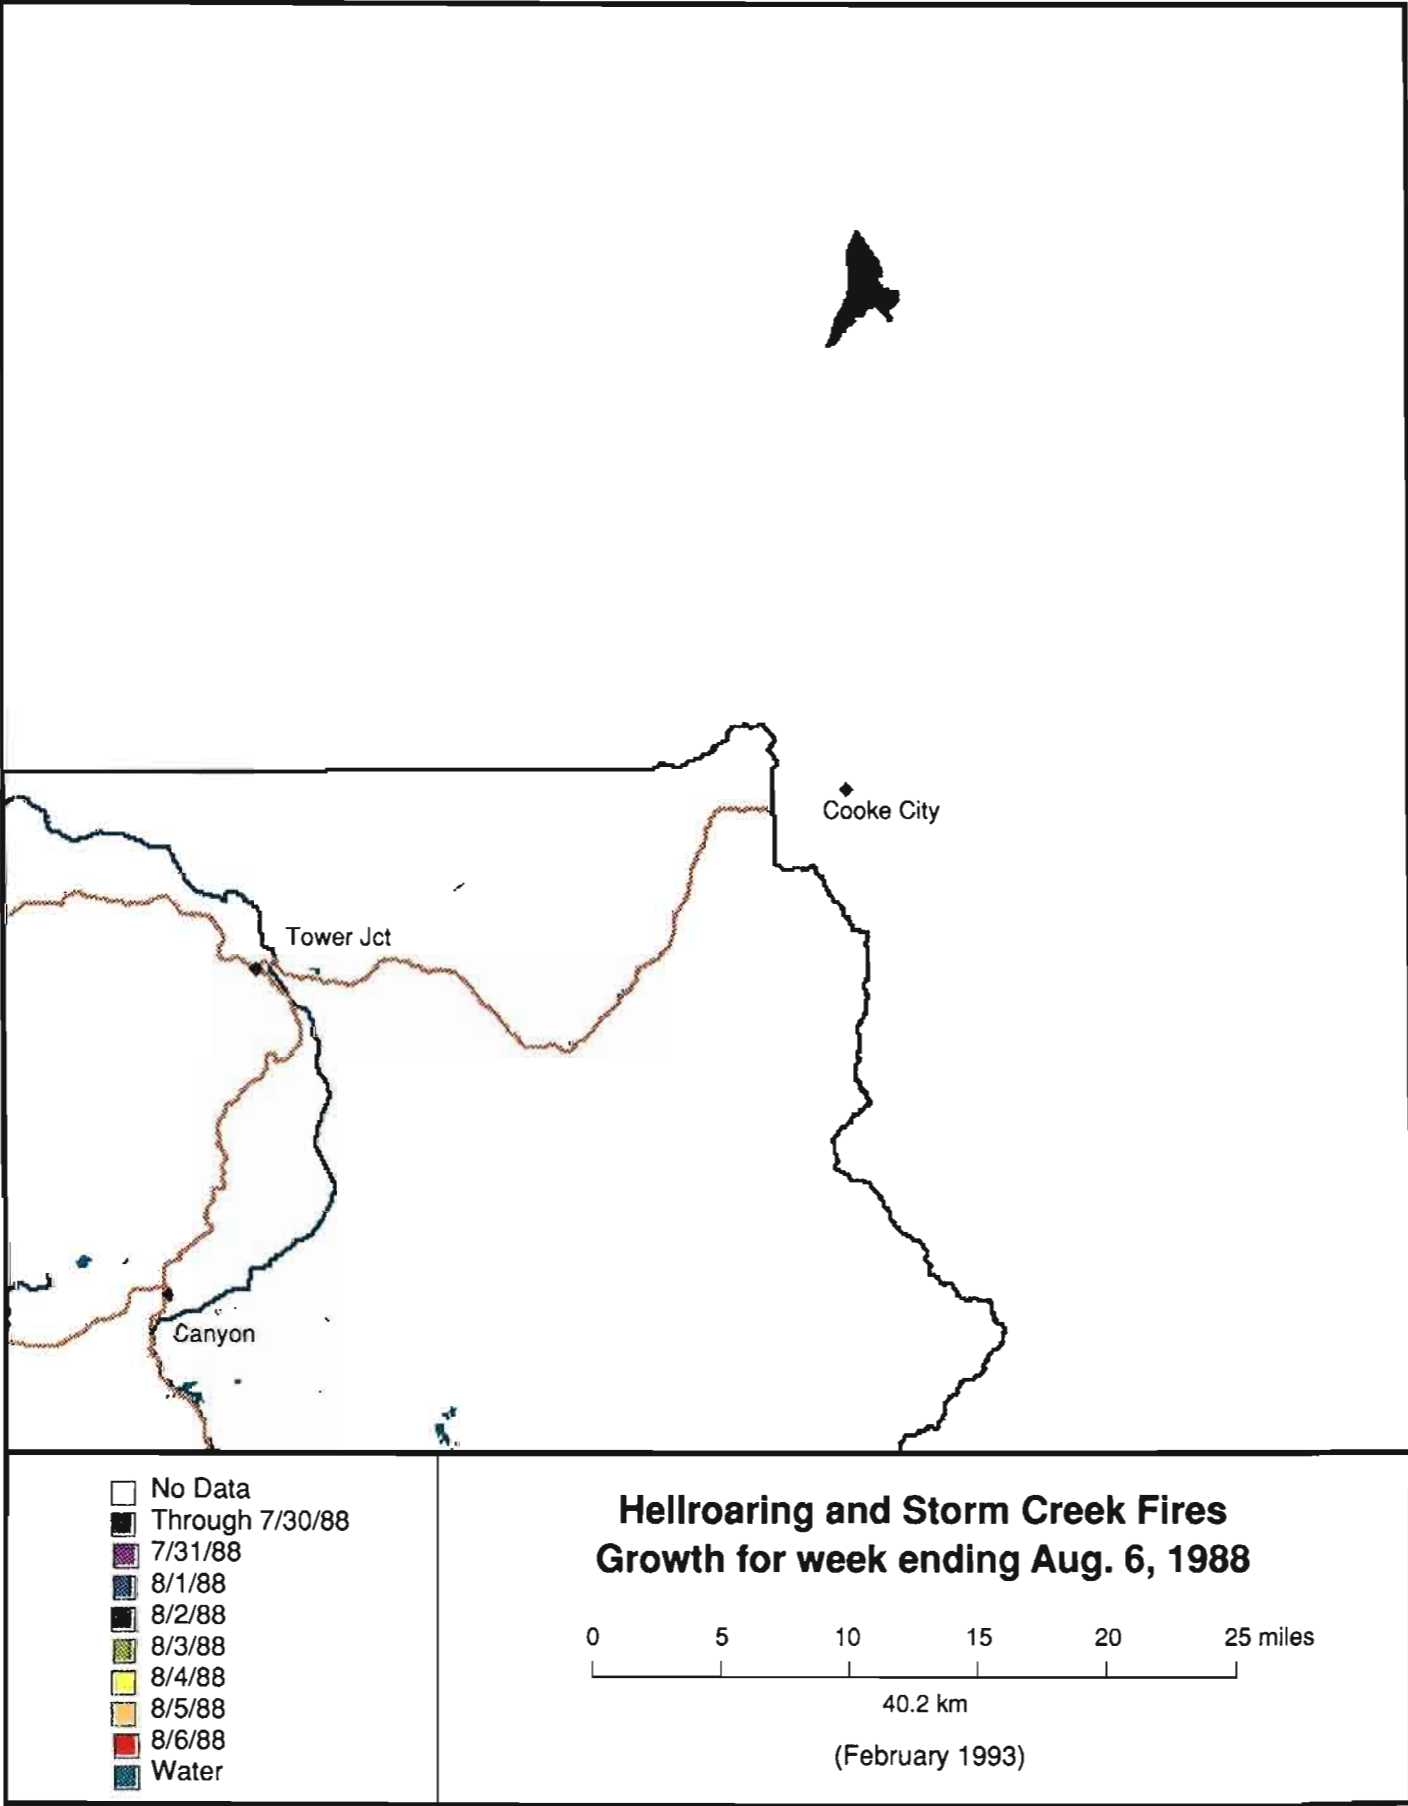 Cooke City
Tower Jct
Canyon
No Data
Through 7/30/88
7/31/88
8/1/88
8/2/88
8/3/88
8/4/88
8/5/88
8/6/88
Water
Hellroaring and Storm Creek Fires
Growth for week ending Aug. 6, 1988
0 5 10 15 20 25 miles
40.2 km
(February 1993)